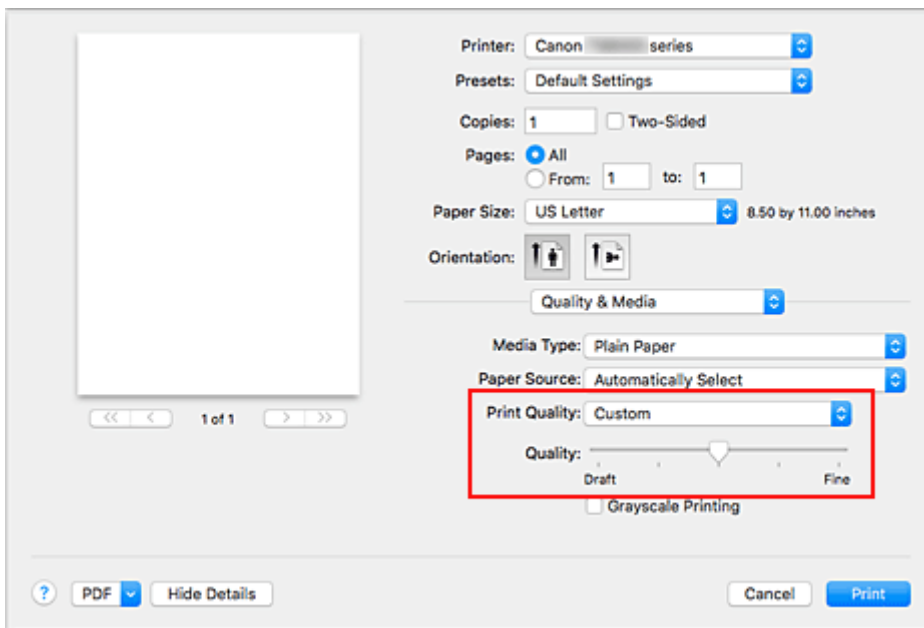 Printer: Canon series
Presets: Default Settings
Copies: 1 Two-Sided
Pages: All
From: 1 to: 1
Paper Size: US Letter 8.50 by 11.00 inches
Orientation:
Quality & Media
Media Type: Plain Paper
Paper Source: Automatically Select
Print Quality: Custom
Quality:
Draft Fine
Grayscale Printing
<< < 1 of 1 > >>
? PDF Hide Details Cancel Print